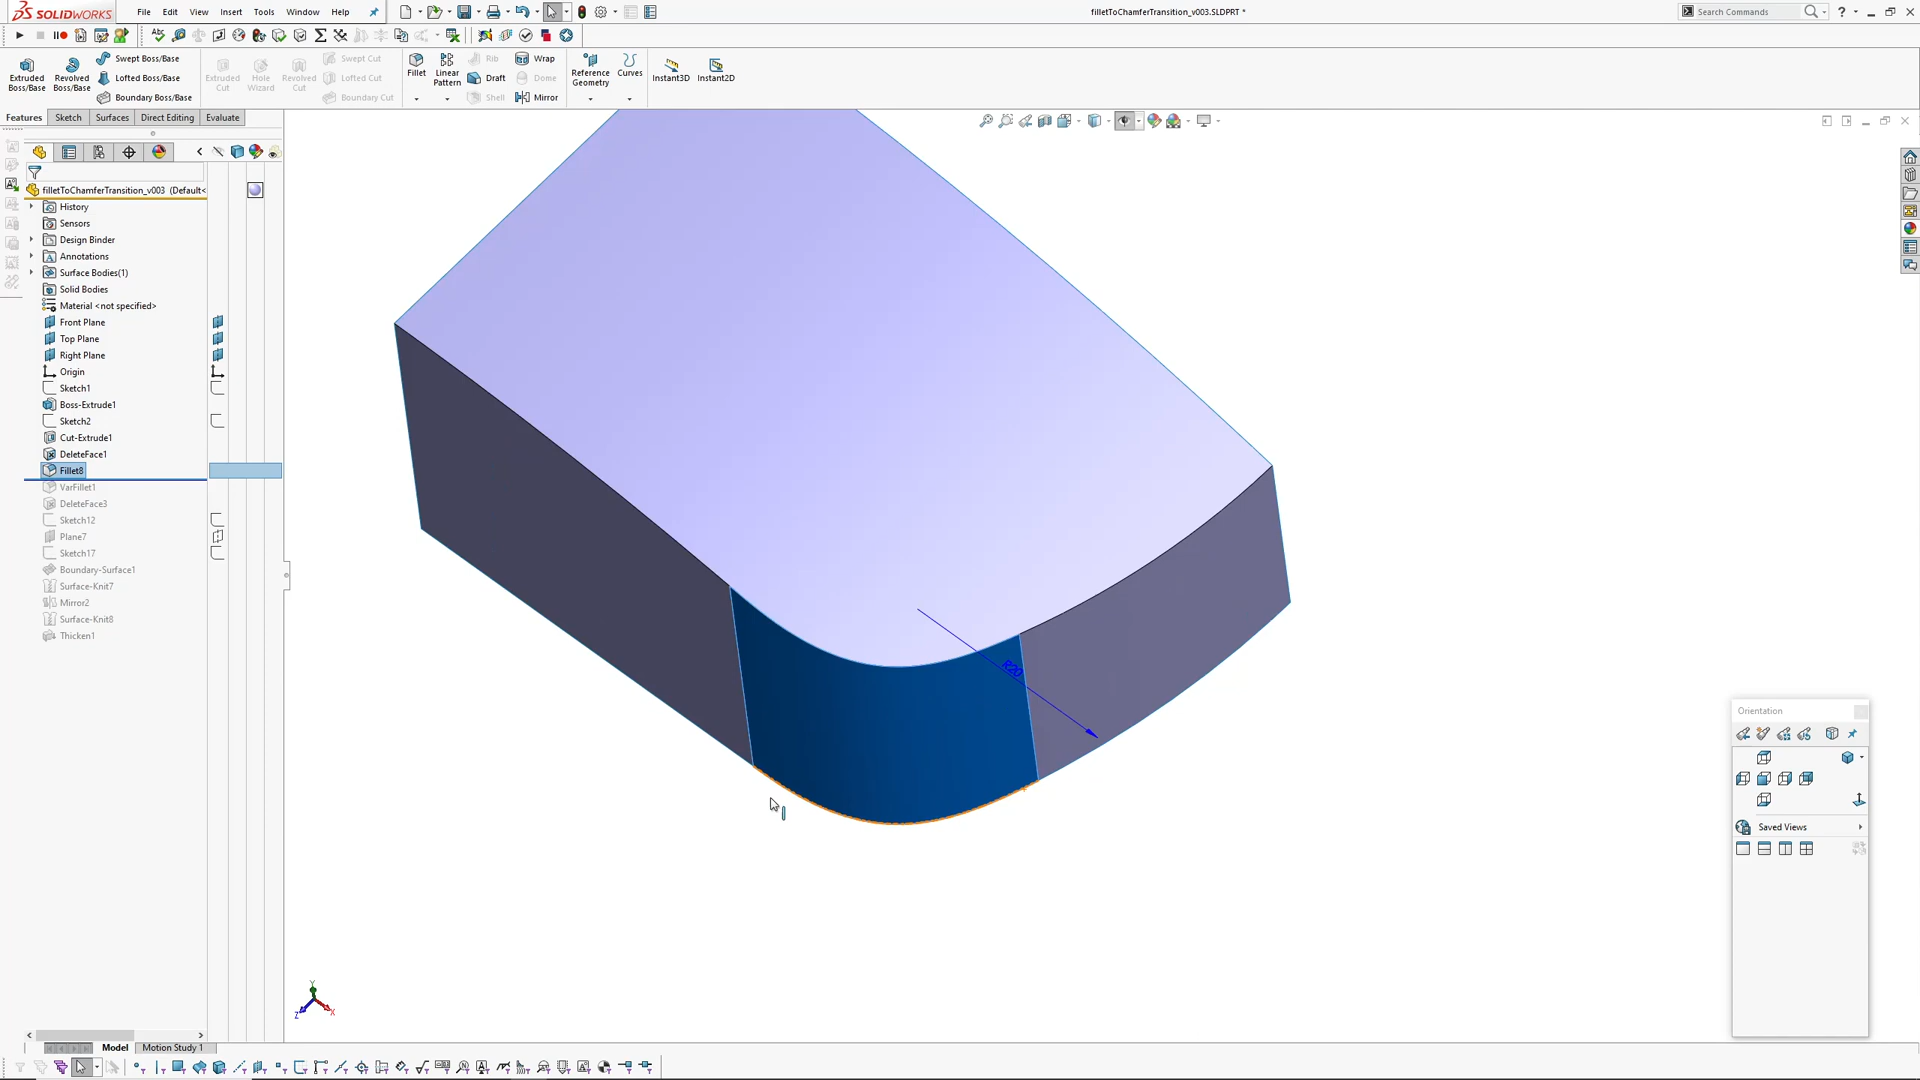 SOLIDWORKS
File Edit View Insert Tools Window Help
filletToChamferTransition_v003.SLDPRT *
Search Commands
Extruded Boss/Base
Revolved Boss/Base
Swept Boss/Base
Lofted Boss/Base
Boundary Boss/Base
Extruded Cut
Hole Wizard
Revolved Cut
Swept Cut
Lofted Cut
Boundary Cut
Fillet
Linear Pattern
Rib
Draft
Shell
Wrap
Dome
Mirror
Reference Geometry
Curves
Instant3D
Instant2D
Features Sketch Surfaces Direct Editing Evaluate
filletToChamferTransition_v003 (Default<
History
Sensors
Design Binder
Annotations
Surface Bodies(1)
Solid Bodies
Material <not specified>
Front Plane
Top Plane
Right Plane
Origin
Sketch1
Boss-Extrude1
Sketch2
Cut-Extrude1
DeleteFace1
Fillet8
VarFillet1
DeleteFace3
Sketch12
Plane7
Sketch17
Boundary-Surface1
Surface-Knit7
Mirror2
Surface-Knit8
Thicken1
R20
Orientation
Saved Views
Y
Z
X
Model Motion Study 1